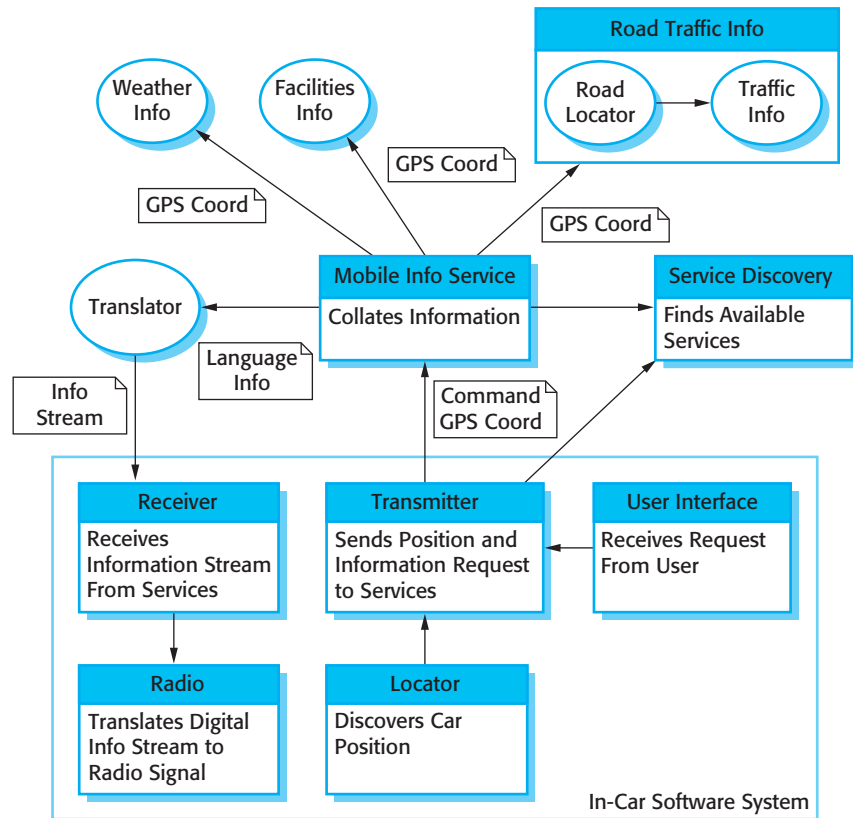 Road Traffic Info
Weather
Info
Facilities
Info
Road
Locator
Traffic
Info
GPS Coord
GPS Coord
GPS Coord
Mobile Info Service
Collates Information
Service Discovery
Finds Available
Services
Translator
Language
Info
Info
Stream
Command
GPS Coord
Receiver
Receives
Information Stream
From Services
Transmitter
Sends Position and
Information Request
to Services
User Interface
Receives Request
From User
Radio
Translates Digital
Info Stream to
Radio Signal
Locator
Discovers Car
Position
In-Car Software System